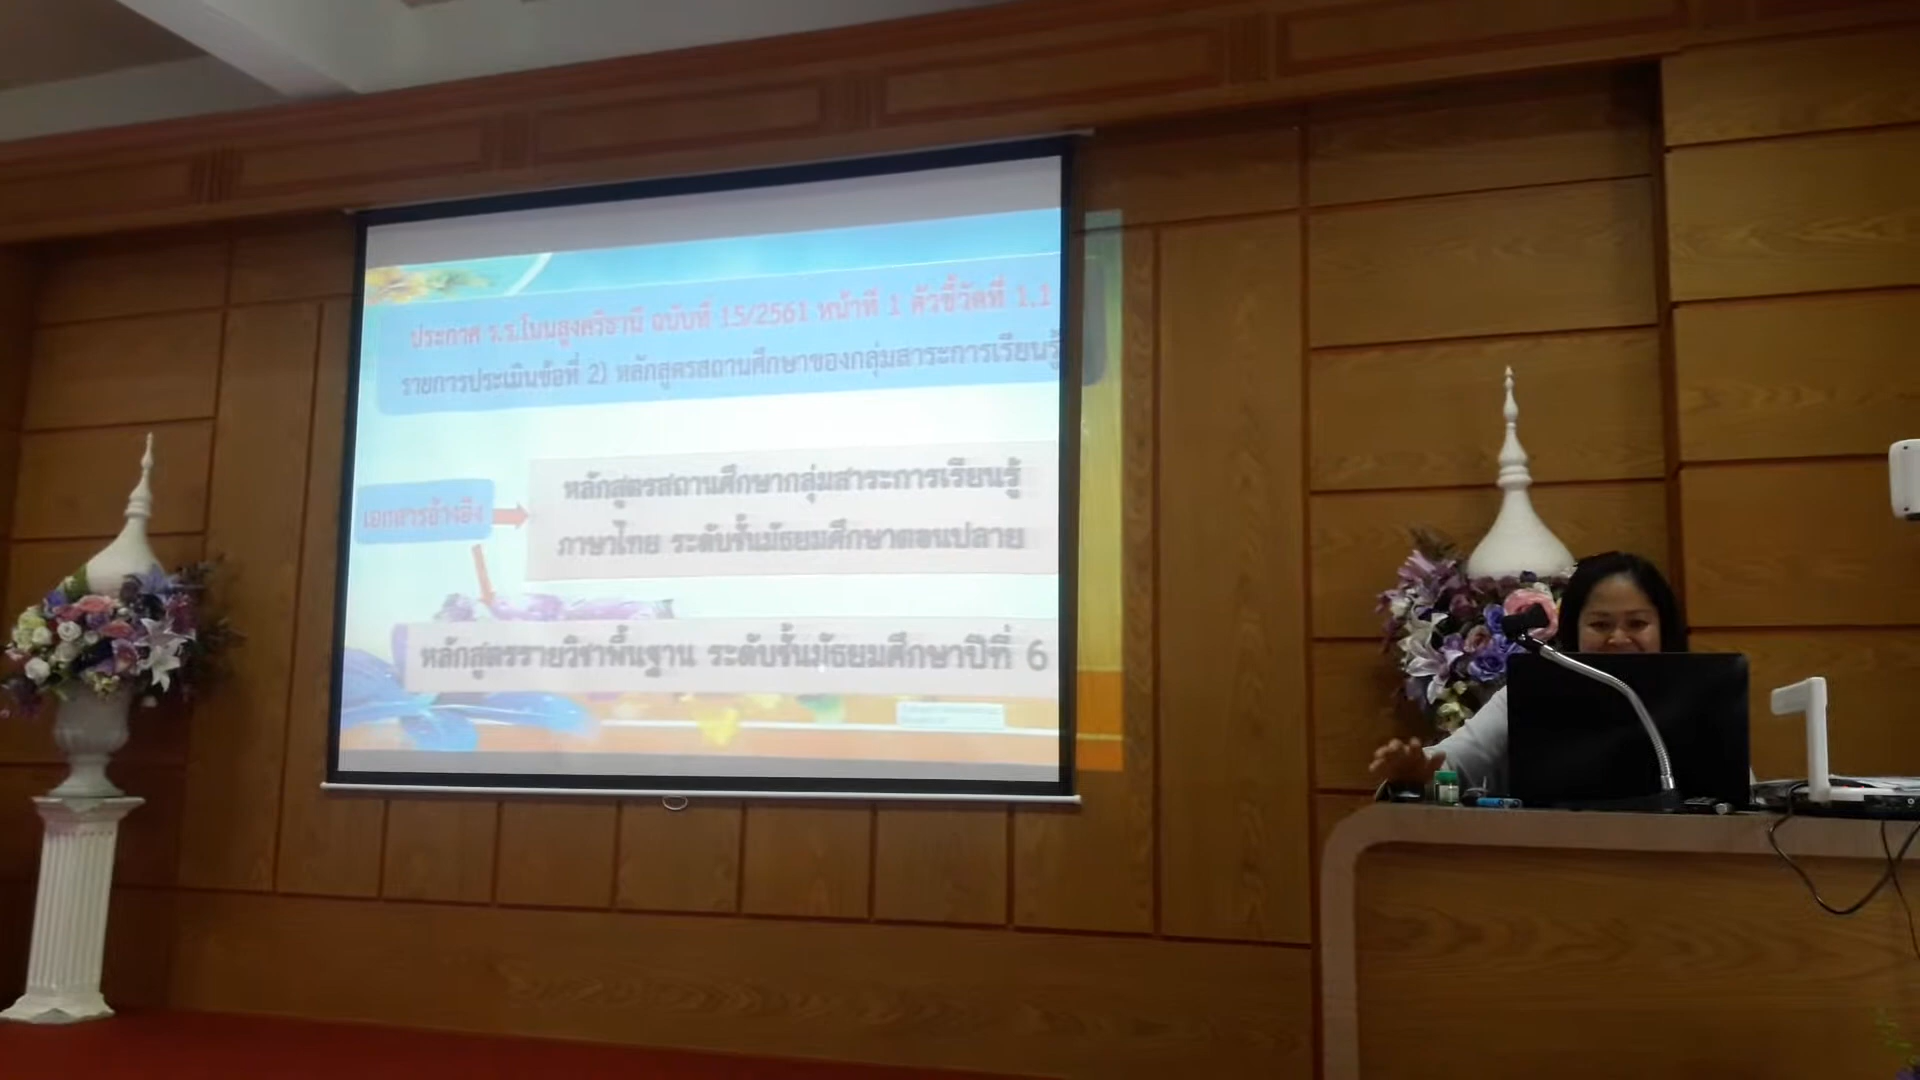 ประกาศ ร.ร.โนนสูงศรีธานี ฉบับที่ 15/2561 หน้าที่ 1 ตัวชี้วัดที่ 1.1
รายการประเมินข้อที่ 2) หลักสูตรสถานศึกษาของกลุ่มสาระการเรียนรู้
เอกสารอ้างอิง
หลักสูตรสถานศึกษากลุ่มสาระการเรียนรู้
ภาษาไทย ระดับชั้นมัธยมศึกษาตอนปลาย
หลักสูตรรายวิชาพื้นฐาน ระดับชั้นมัธยมศึกษาปีที่ 6